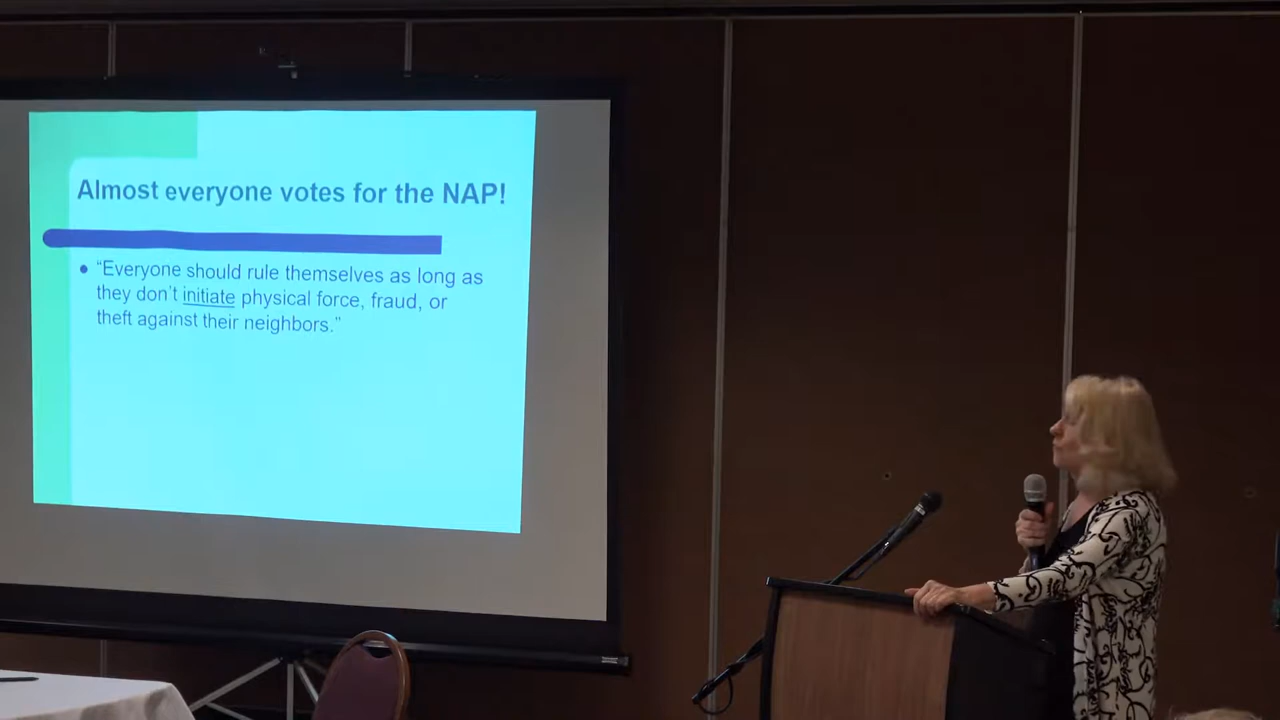 Almost everyone votes for the NAP!
• “Everyone should rule themselves as long as
they don’t initiate physical force, fraud, or
theft against their neighbors.”